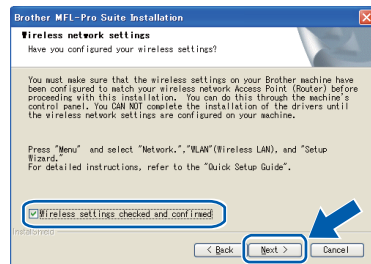 Brother MFL-Pro Suite Installation
Wireless network settings
Have you configured your wireless settings?
You must make sure that the wireless settings on your Brother machine have
been configured to match your wireless network Access Point (Router) before
proceeding with this installation. You can do this through the machine's
control panel. You CAN NOT complete the installation of the drivers until
the wireless network settings are configured on your machine.
Press "Menu" and select "Network.","WLAN"(Wireless LAN), and "Setup
Wizard."
For detailed instructions, refer to the "Quick Setup Guide".
Wireless settings checked and confirmed
InstallShield
< Back
Next >
Cancel